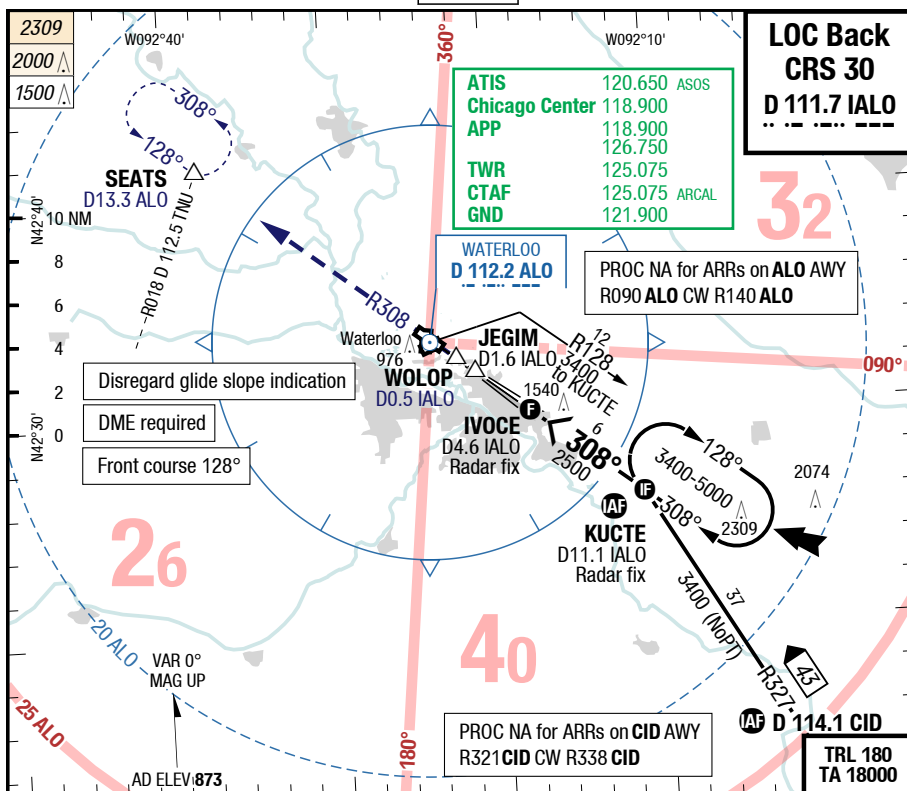 2309
2000
1500
W092°40'
360°
W092°10'
LOC Back
CRS 30
D 111.7 IALO
ATIS 120.650 ASOS
Chicago Center 118.900
APP 118.900
126.750
TWR 125.075
CTAF 125.075 ARCAL
GND 121.900
308°
128°
SEATS
D13.3 ALO
N42°40'
10 NM
8
6
4
2
0
N42°30'
R018 D 112.5 TNU
R308
WATERLOO
D 112.2 ALO
32
PROC NA for ARRs on ALO AWY
R090 ALO CW R140 ALO
Waterloo
976
WOLOP
D0.5 IALO
JEGIM
D1.6 IALO
12
R128
3400
to KUCTE
1540
090°
Disregard glide slope indication
DME required
Front course 128°
F
IVOCE
D4.6 IALO
Radar fix
6
308°
2500
128°
3400-5000
308°
2309
2074
IF
IAF
KUCTE
D11.1 IALO
Radar fix
26
40
37
3400 (NoPT)
20 ALO
VAR 0°
MAG UP
43
R327
IAF D 114.1 CID
25 ALO
180°
PROC NA for ARRs on CID AWY
R321 CID CW R338 CID
AD ELEV 873
TRL 180
TA 18000